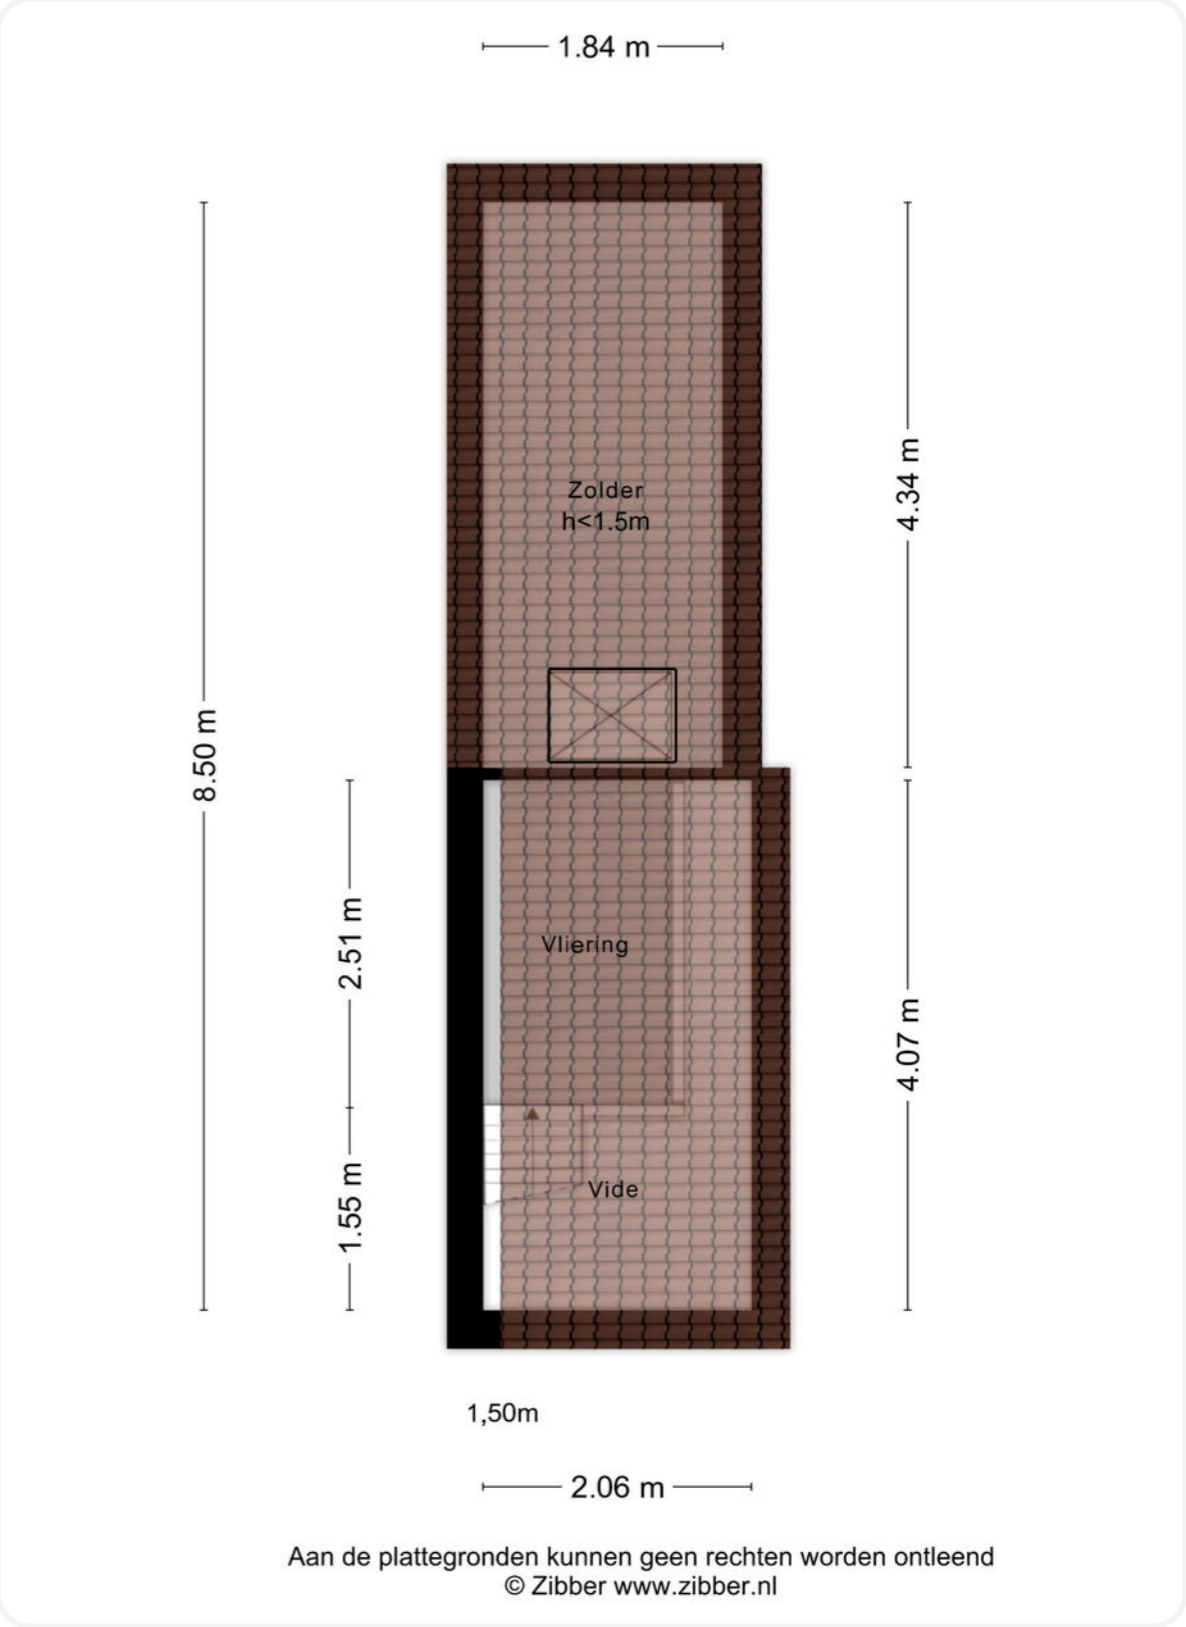 1.84 m
Zolder
h<1.5m
4.34 m
8.50 m
2.51 m
Vliering
4.07 m
1.55 m
Vide
1,50m
2.06 m
Aan de plattegronden kunnen geen rechten worden ontleend
© Zibber www.zibber.nl